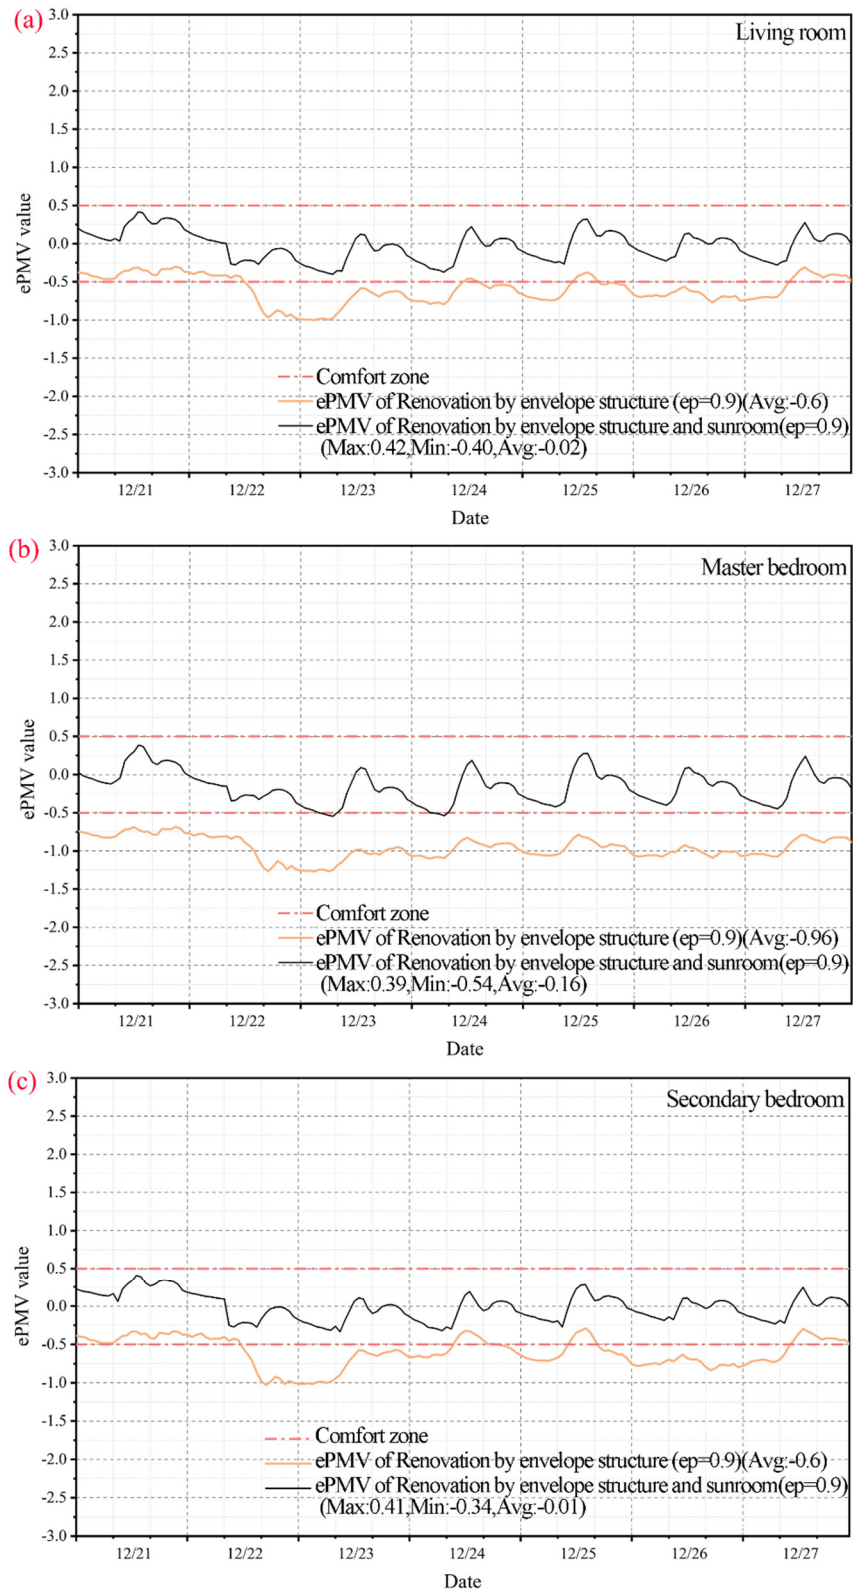 (a)
Living room
3.0
2.5
2.0
1.5
1.0
0.5
0.0
-0.5
-1.0
-1.5
-2.0
-2.5
-3.0
ePMV value
Comfort zone
ePMV of Renovation by envelope structure (ep=0.9)(Avg:-0.6)
ePMV of Renovation by envelope structure and sunroom(ep=0.9)
(Max:0.42,Min:-0.40,Avg:-0.02)
12/21 12/22 12/23 12/24 12/25 12/26 12/27
Date
(b)
Master bedroom
3.0
2.5
2.0
1.5
1.0
0.5
0.0
-0.5
-1.0
-1.5
-2.0
-2.5
-3.0
ePMV value
Comfort zone
ePMV of Renovation by envelope structure (ep=0.9)(Avg:-0.96)
ePMV of Renovation by envelope structure and sunroom(ep=0.9)
(Max:0.39,Min:-0.54,Avg:-0.16)
12/21 12/22 12/23 12/24 12/25 12/26 12/27
Date
(c)
Secondary bedroom
3.0
2.5
2.0
1.5
1.0
0.5
0.0
-0.5
-1.0
-1.5
-2.0
-2.5
-3.0
ePMV value
Comfort zone
ePMV of Renovation by envelope structure (ep=0.9)(Avg:-0.6)
ePMV of Renovation by envelope structure and sunroom(ep=0.9)
(Max:0.41,Min:-0.34,Avg:-0.01)
12/21 12/22 12/23 12/24 12/25 12/26 12/27
Date